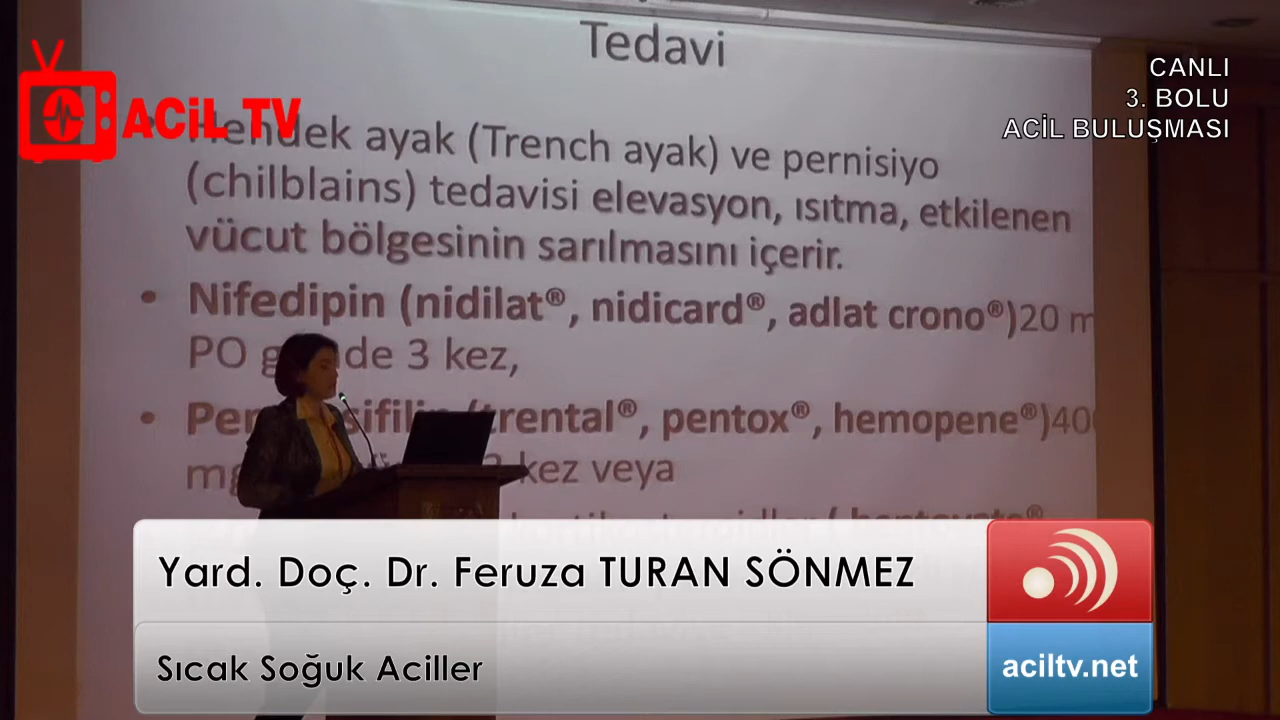 Tedavi
ACİL TV
CANLI
3. BOLU
ACİL BULUŞMASI
Hendek ayak (Trench ayak) ve pernisiyo
(chilblains) tedavisi elevasyon, ısıtma, etkilenen
vücut bölgesinin sarılmasını içerir.
• Nifedipin (nidilat®, nidicard®, adlat crono®)20 m
PO de 3 kez,
• (trental®, pentox®, hemopene®)40
mg kez veya
Yard. Doç. Dr. Feruza TURAN SÖNMEZ
Sıcak Soğuk Aciller
aciltv.net